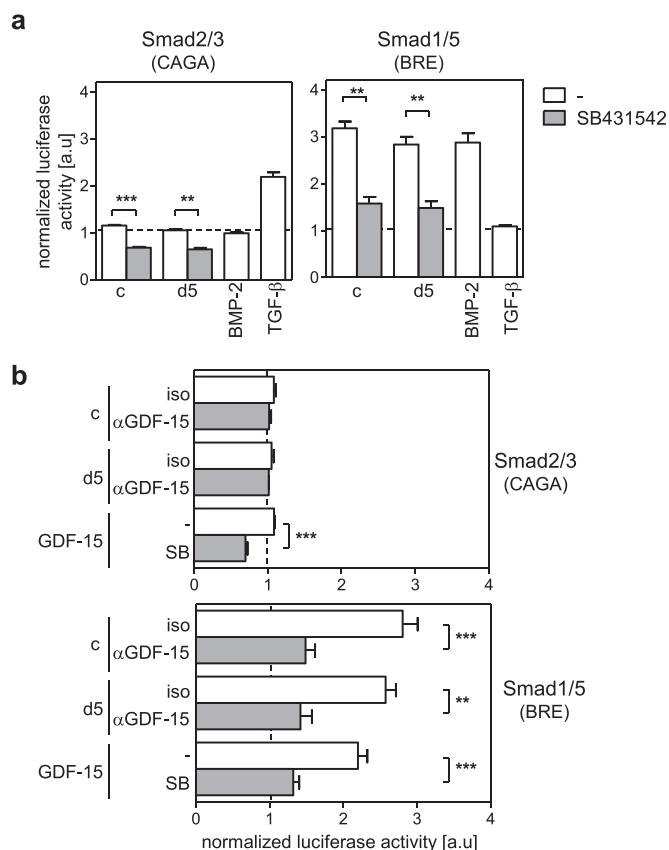 a
Smad2/3
(CAGA)
Smad1/5
(BRE)
-
SB431542
normalized luciferase
activity [a.u]
4
3
2
1
0
***
**
c
d5
BMP-2
TGF-β
4
3
2
1
0
**
**
c
d5
BMP-2
TGF-β
b
c
iso
αGDF-15
d5
iso
αGDF-15
GDF-15
-
SB
***
Smad2/3
(CAGA)
0 1 2 3 4
c
iso
αGDF-15
***
d5
iso
αGDF-15
**
GDF-15
-
SB
***
Smad1/5
(BRE)
0 1 2 3 4
normalized luciferase activity [a.u]